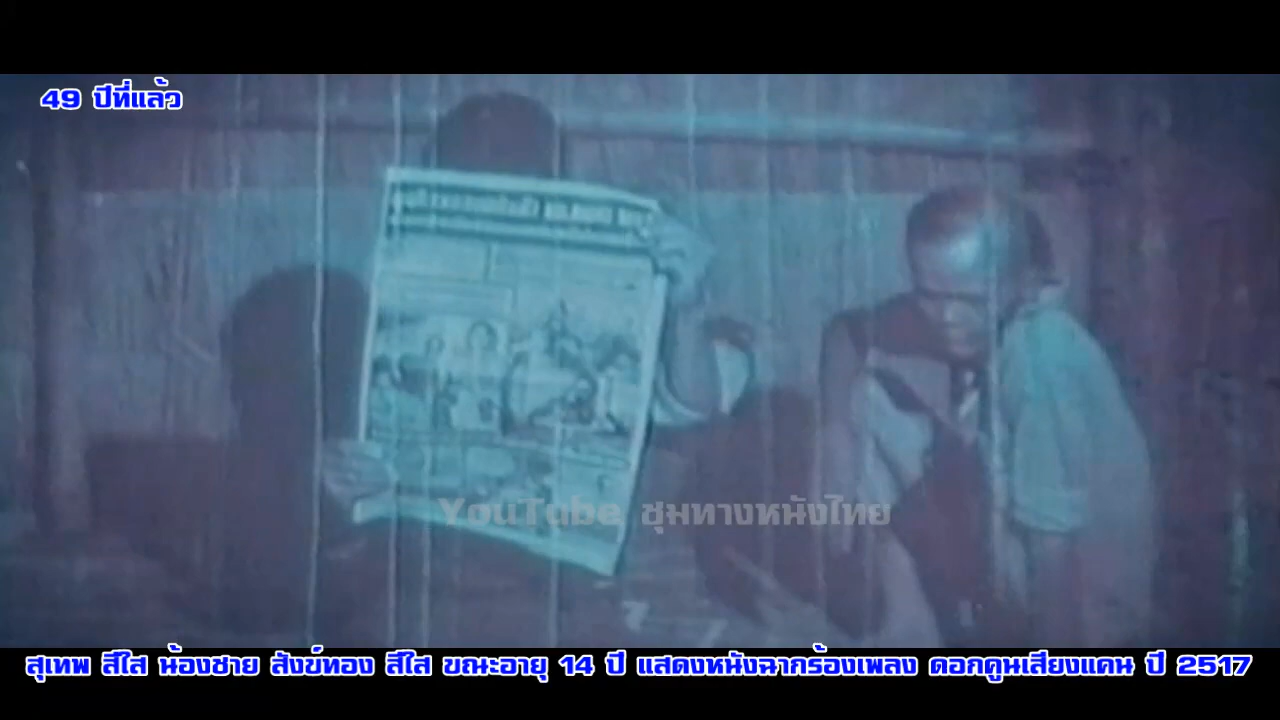 49 ปีที่แล้ว
YouTube ชุมทางหนังไทย
สุเทพ สีใส น้องชาย สังข์ทอง สีใส ขณะอายุ 14 ปี แสดงหนังฉากร้องเพลง ดอกคูนเสียงแคน ปี 2517